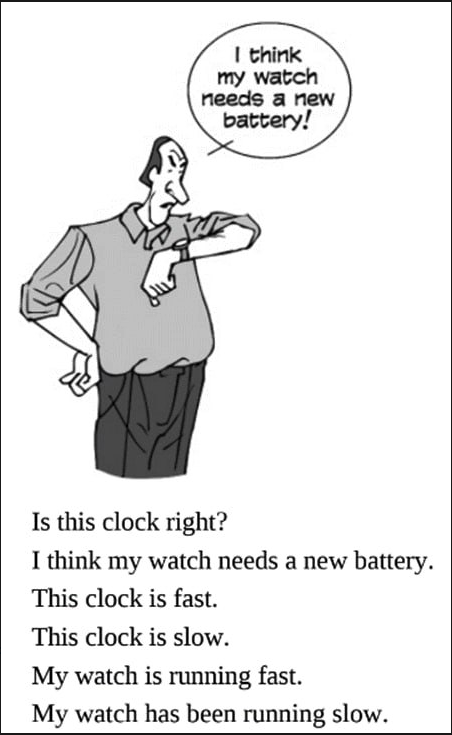 I think
my watch
needs a new
battery!
Is this clock right?
I think my watch needs a new battery.
This clock is fast.
This clock is slow.
My watch is running fast.
My watch has been running slow.